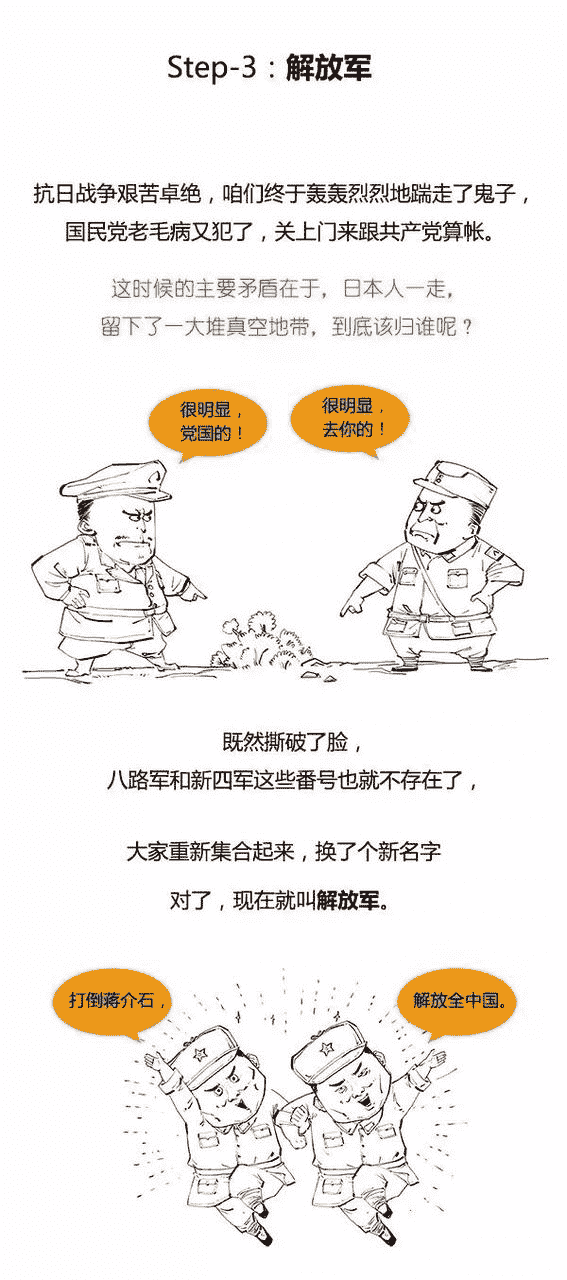 Step-3：解放军
抗日战争艰苦卓绝，咱们终于轰轰烈烈地踹走了鬼子，
国民党老毛病又犯了，关上门来跟共产党算帐。
这时候的主要矛盾在于，日本人一走，
留下了一大堆真空地带，到底该归谁呢？
很明显，
党国的！
很明显，
去你的！
既然撕破了脸，
八路军和新四军这些番号也就不存在了，
大家重新集合起来，换了个新名字
对了，现在就叫解放军。
打倒蒋介石，
解放全中国。